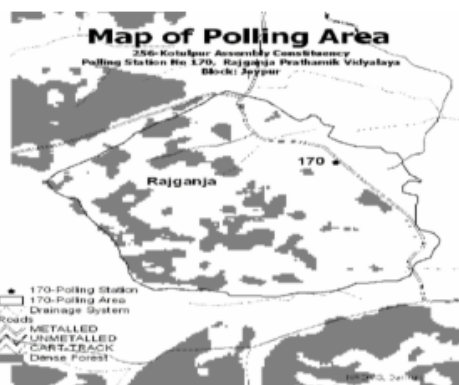 Map of Polling Area
256-Kotulpur Assembly Constituency
Polling Station No 170, Rajganja Prathamik Vidyalaya
Block: Joypur
170
Rajganja
170-Polling Station
170-Polling Area
Drainage System
Roads
METALLED
UNMETALLED
CART-TRACK
Dense Forest